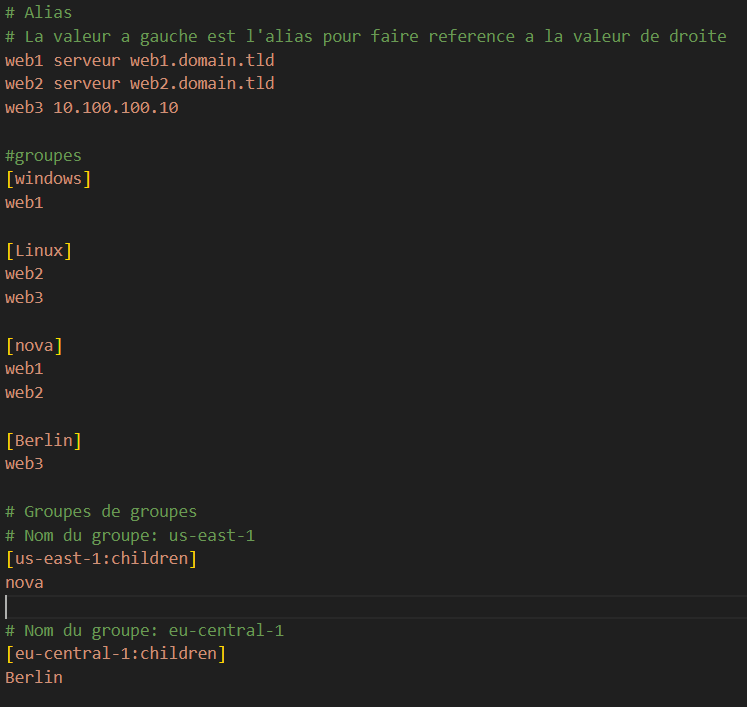 # Alias
# La valeur a gauche est l'alias pour faire reference a la valeur de droite
web1 serveur web1.domain.tld
web2 serveur web2.domain.tld
web3 10.100.100.10
#groupes
[windows]
web1
[Linux]
web2
web3
[nova]
web1
web2
[Berlin]
web3
# Groupes de groupes
# Nom du groupe: us-east-1
[us-east-1:children]
nova
# Nom du groupe: eu-central-1
[eu-central-1:children]
Berlin